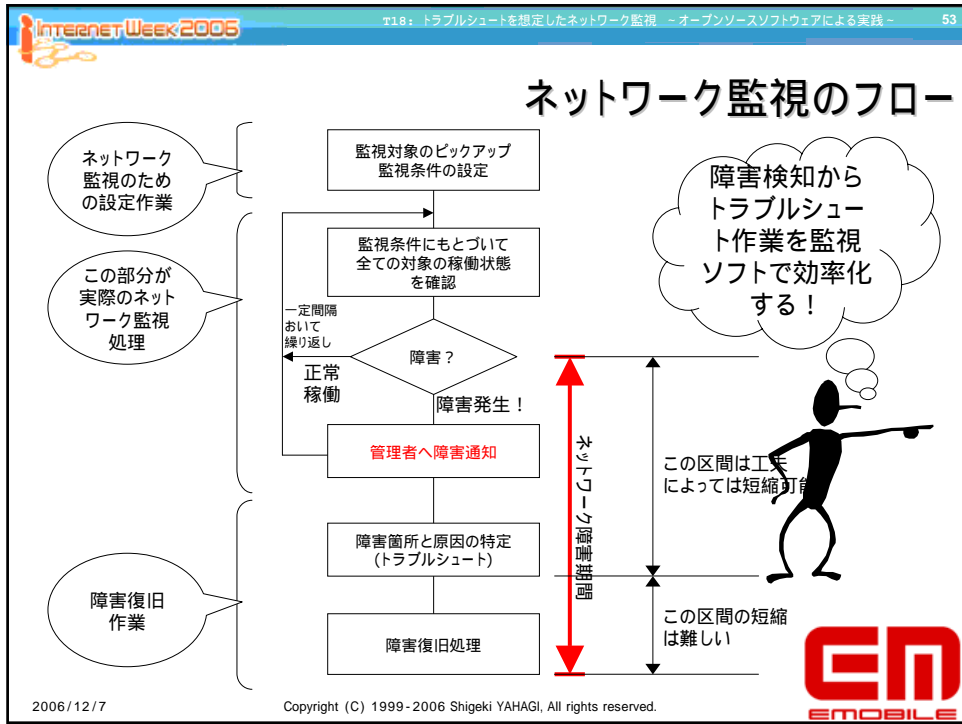 INTERNET WEEK 2006
T18: トラブルシュートを想定したネットワーク監視 ~オープンソースソフトウェアによる実践~
53
ネットワーク監視のフロー
ネットワーク
監視のため
の設定作業
監視対象のピックアップ
監視条件の設定
障害検知から
トラブルシュー
ト作業を監視
ソフトで効率化
する!
この部分が
実際のネット
ワーク監視
処理
監視条件にもとづいて
全ての対象の稼働状態
を確認
一定間隔
おいて
繰り返し
障害?
正常
稼働
障害発生!
管理者へ障害通知
ネットワーク障害期間
この区間は工夫
によっては短縮可能
障害箇所と原因の特定
(トラブルシュート)
障害復旧
作業
障害復旧処理
この区間の短縮
は難しい
EM
EMOBILE
2006/12/7
Copyright (C) 1999-2006 Shigeki YAHAGI, All rights reserved.